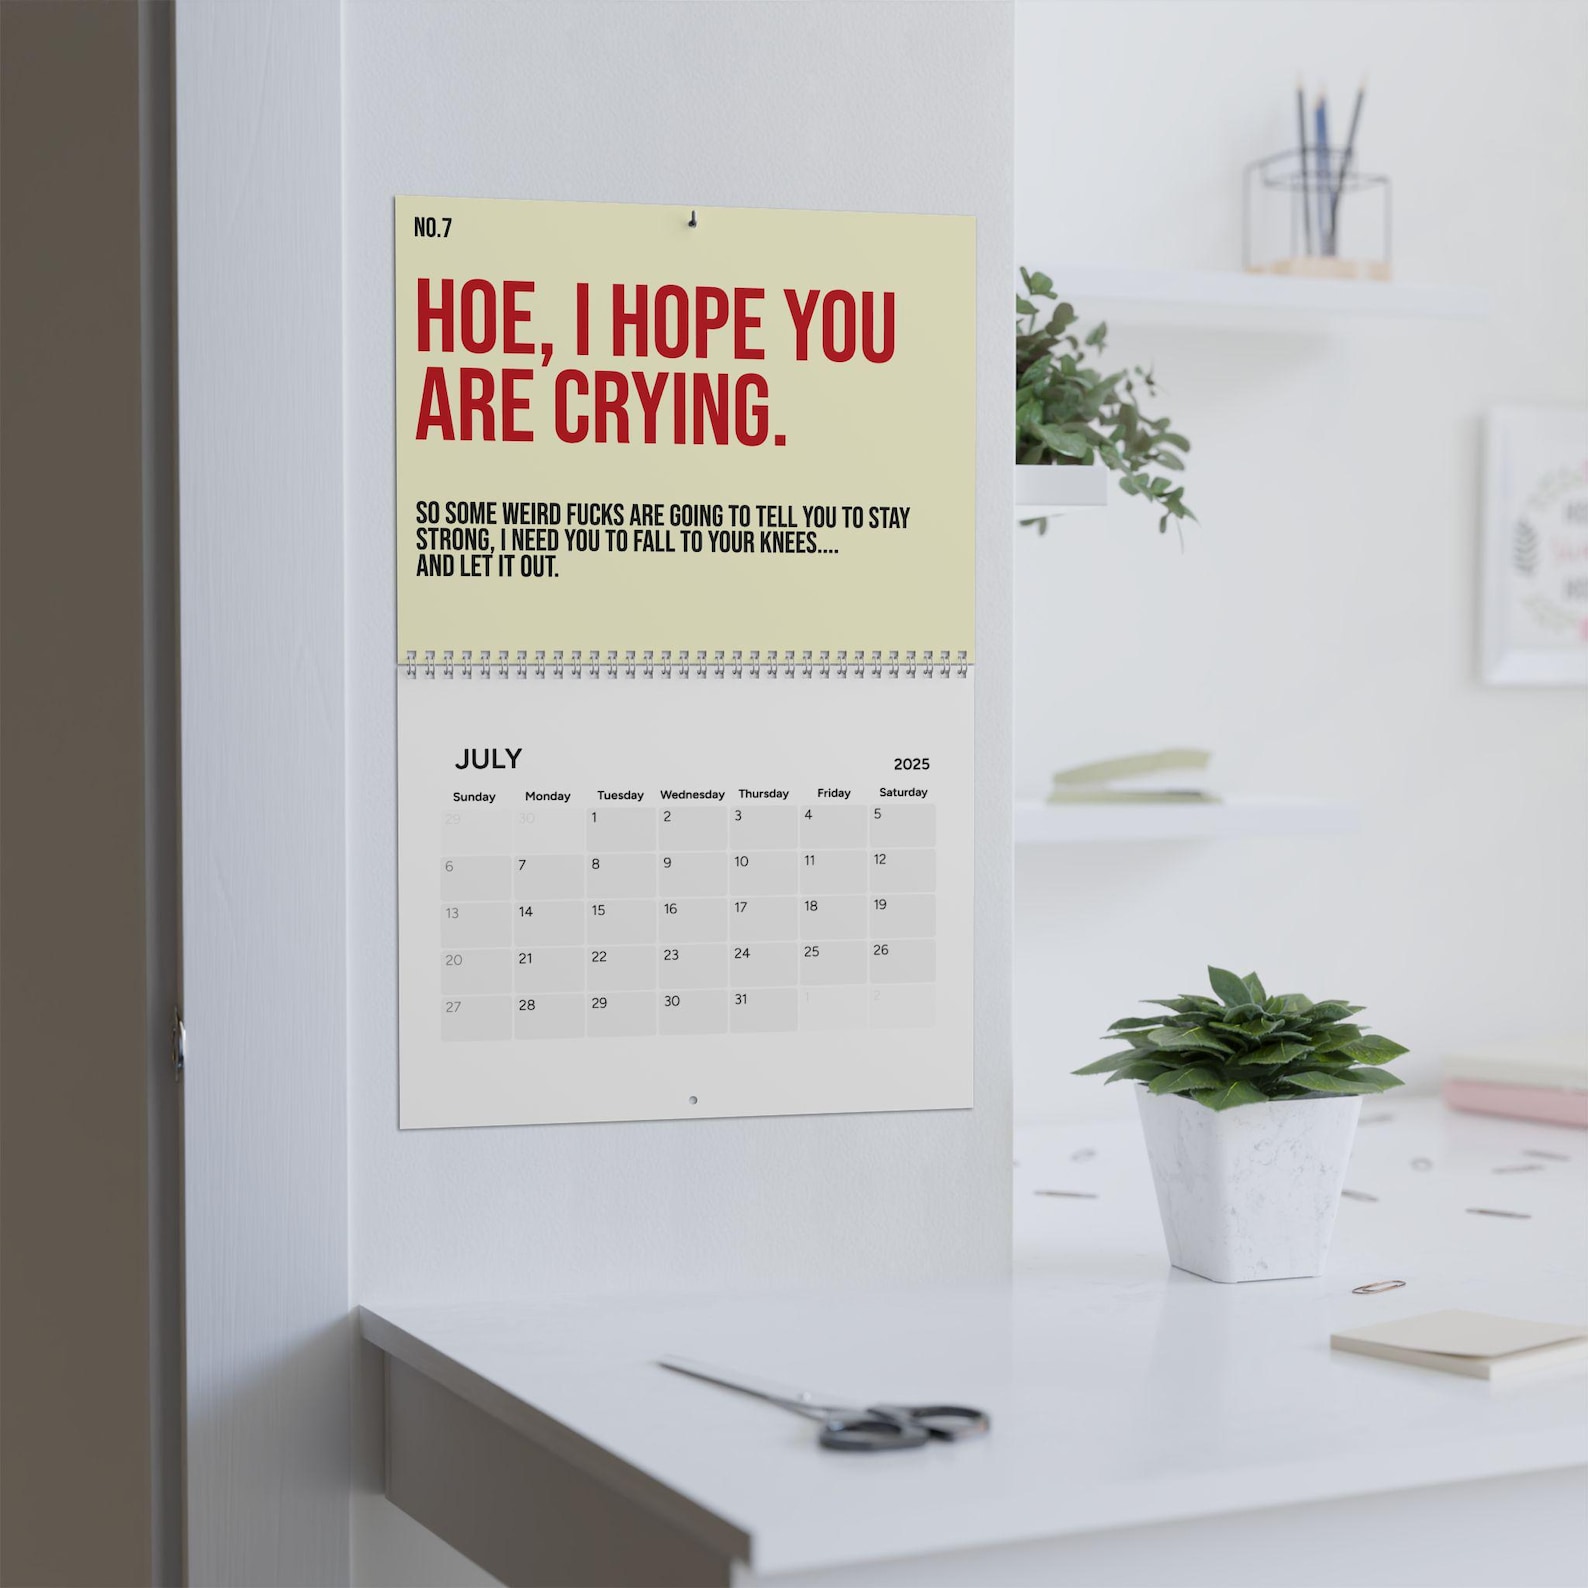 NO.7
HOE, I HOPE YOU
ARE CRYING.
SO SOME WEIRD FUCKS ARE GOING TO TELL YOU TO STAY
STRONG, I NEED YOU TO FALL TO YOUR KNEES....
AND LET IT OUT.
JULY 2025
Sunday Monday Tuesday Wednesday Thursday Friday Saturday
29 30 1 2 3 4 5
6 7 8 9 10 11 12
13 14 15 16 17 18 19
20 21 22 23 24 25 26
27 28 29 30 31 1 2